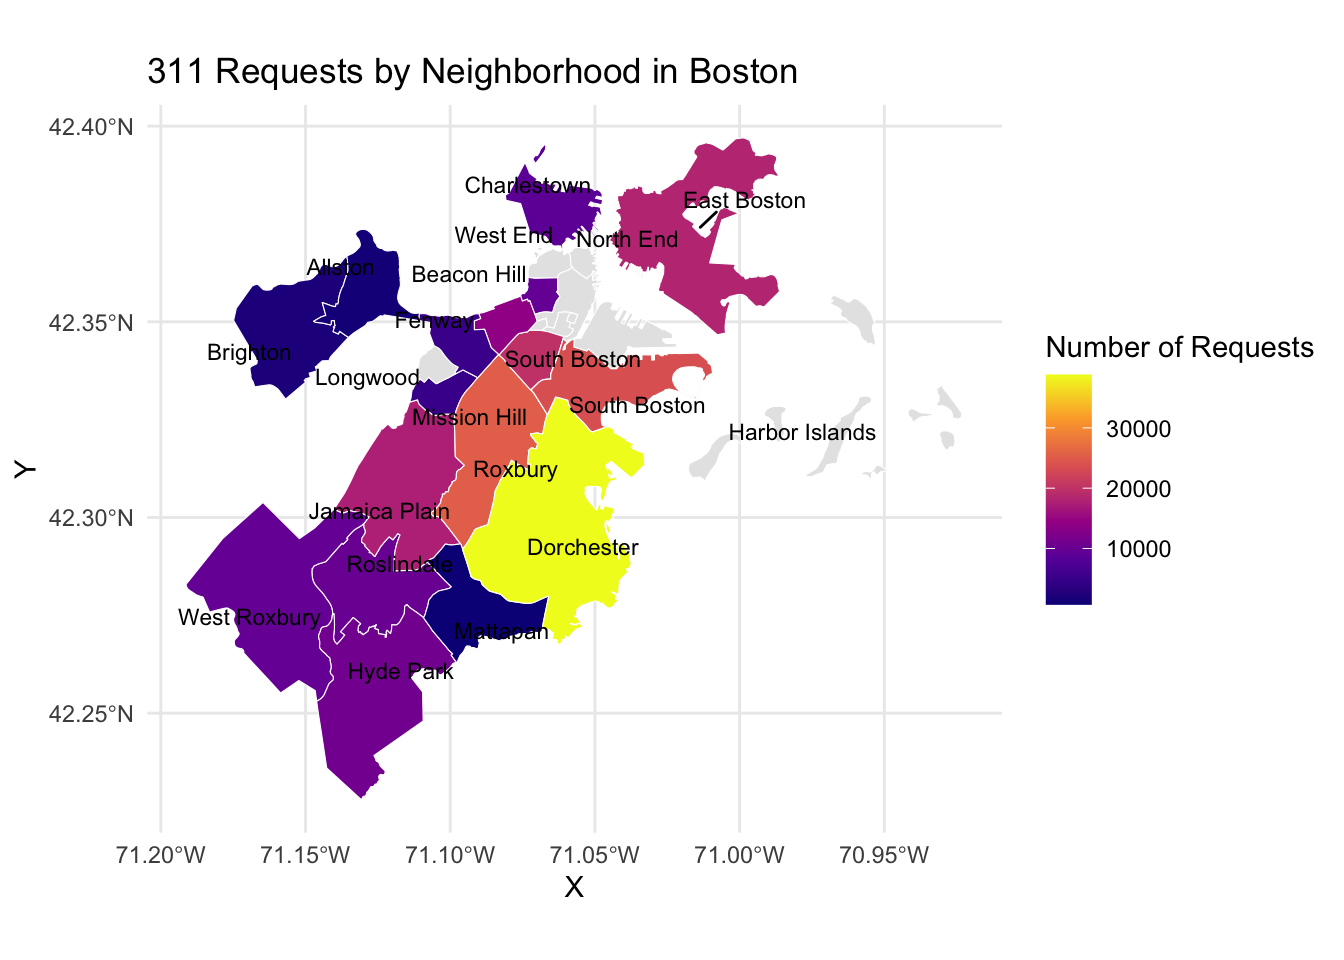 311 Requests by Neighborhood in Boston
42.40°N
42.35°N
42.30°N
42.25°N
Y
Charlestown
East Boston
West End
North End
Allston
Beacon Hill
Fenway
Brighton
South Boston
Longwood
South Boston
Mission Hill
Harbor Islands
Roxbury
Jamaica Plain
Dorchester
Roslindale
West Roxbury
Mattapan
Hyde Park
71.20°W
71.15°W
71.10°W
71.05°W
71.00°W
70.95°W
X
Number of Requests
30000
20000
10000